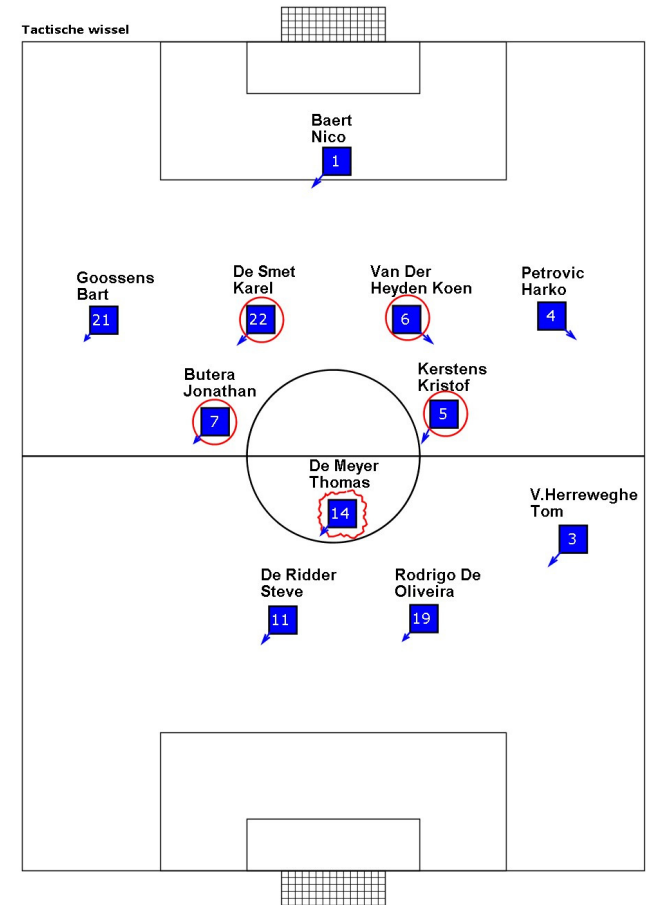 Tactische wissel
Baert
Nico
1
Goossens
Bart
21
De Smet
Karel
22
Van Der
Heyden Koen
6
Petrovic
Harko
4
Butera
Jonathan
7
Kerstens
Kristof
5
De Meyer
Thomas
14
V.Herreweghe
Tom
3
De Ridder
Steve
11
Rodrigo De
Oliveira
19